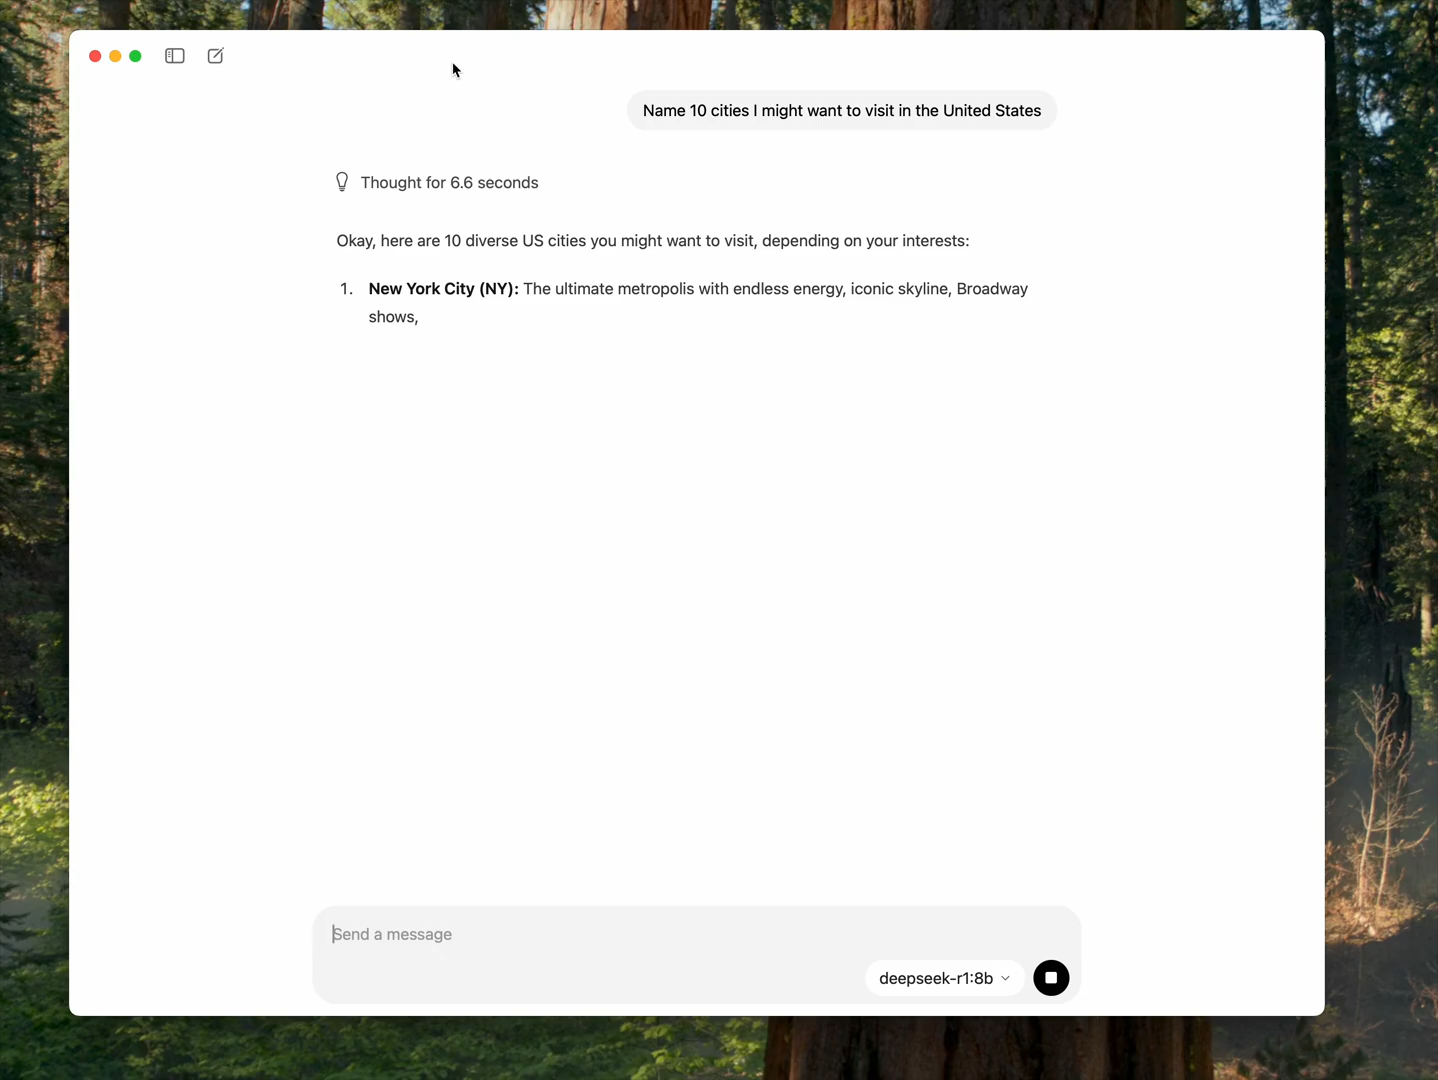 Name 10 cities I might want to visit in the United States
Thought for 6.6 seconds
Okay, here are 10 diverse US cities you might want to visit, depending on your interests:
1. New York City (NY): The ultimate metropolis with endless energy, iconic skyline, Broadway
shows,
Send a message
deepseek-r1:8b